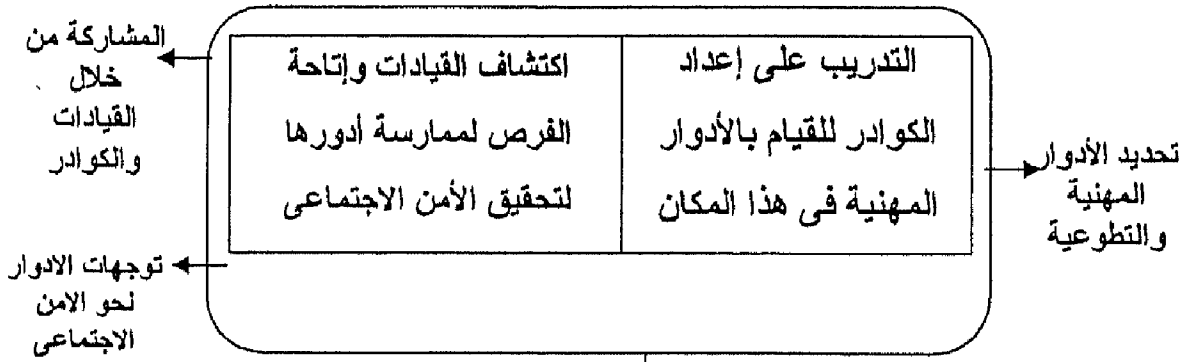 التدريب على إعداد
الكوادر للقيام بالأدوار
المهنية فى هذا المكان
اكتشاف القيادات وإتاحة
الفرص لممارسة أدورها
لتحقيق الأمن الاجتماعى
تحديد الأدوار
المهنية
والتطوعية
المشاركة من
خلال
القيادات
والكوادر
توجهات الادوار
نحو الامن
الاجتماعى